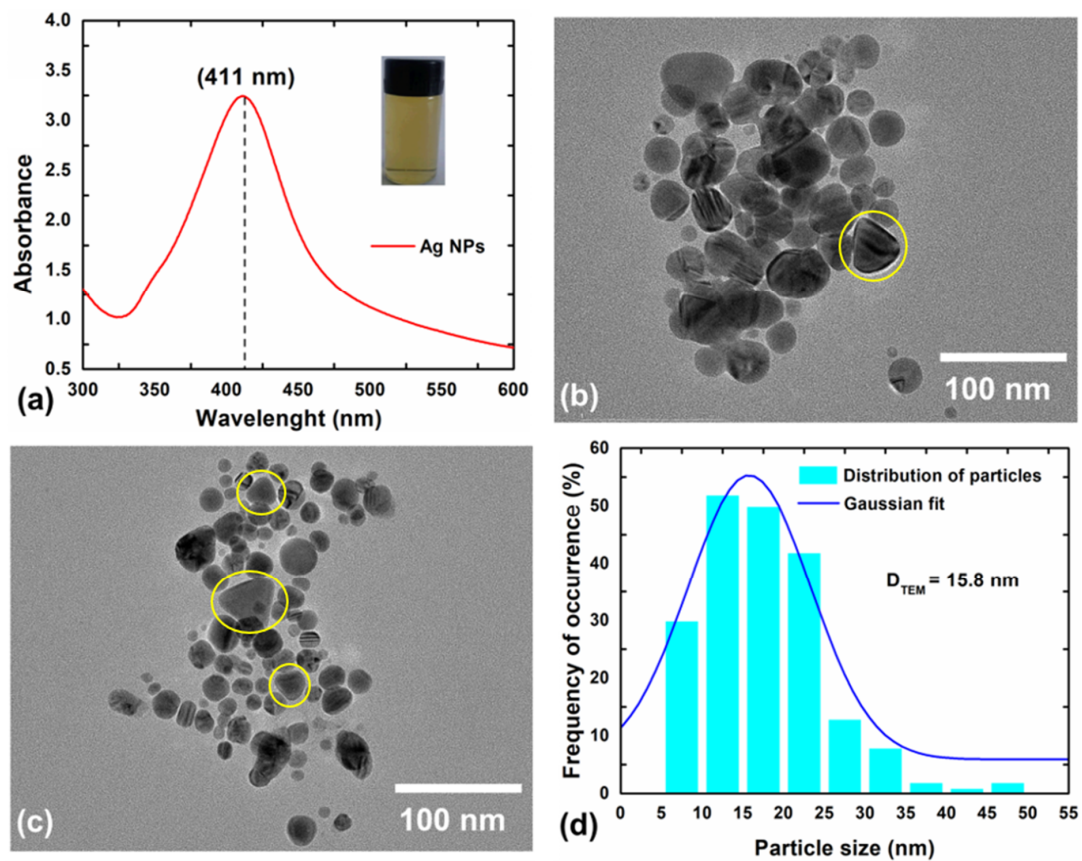 4.0
3.5
3.0
2.5
2.0
1.5
1.0
0.5
Absorbance
(411 nm)
Ag NPs
300 350 400 450 500 550 600
Wavelenght (nm)
(a)
100 nm
(b)
100 nm
(c)
60
50
40
50
30
20
10
0
Frequency of occurrence (%)
Distribution of particles
Gaussian fit
D_TEM = 15.8 nm
0 5 10 15 20 22 30 35 40 45 50 55
Particle size (nm)
(d)